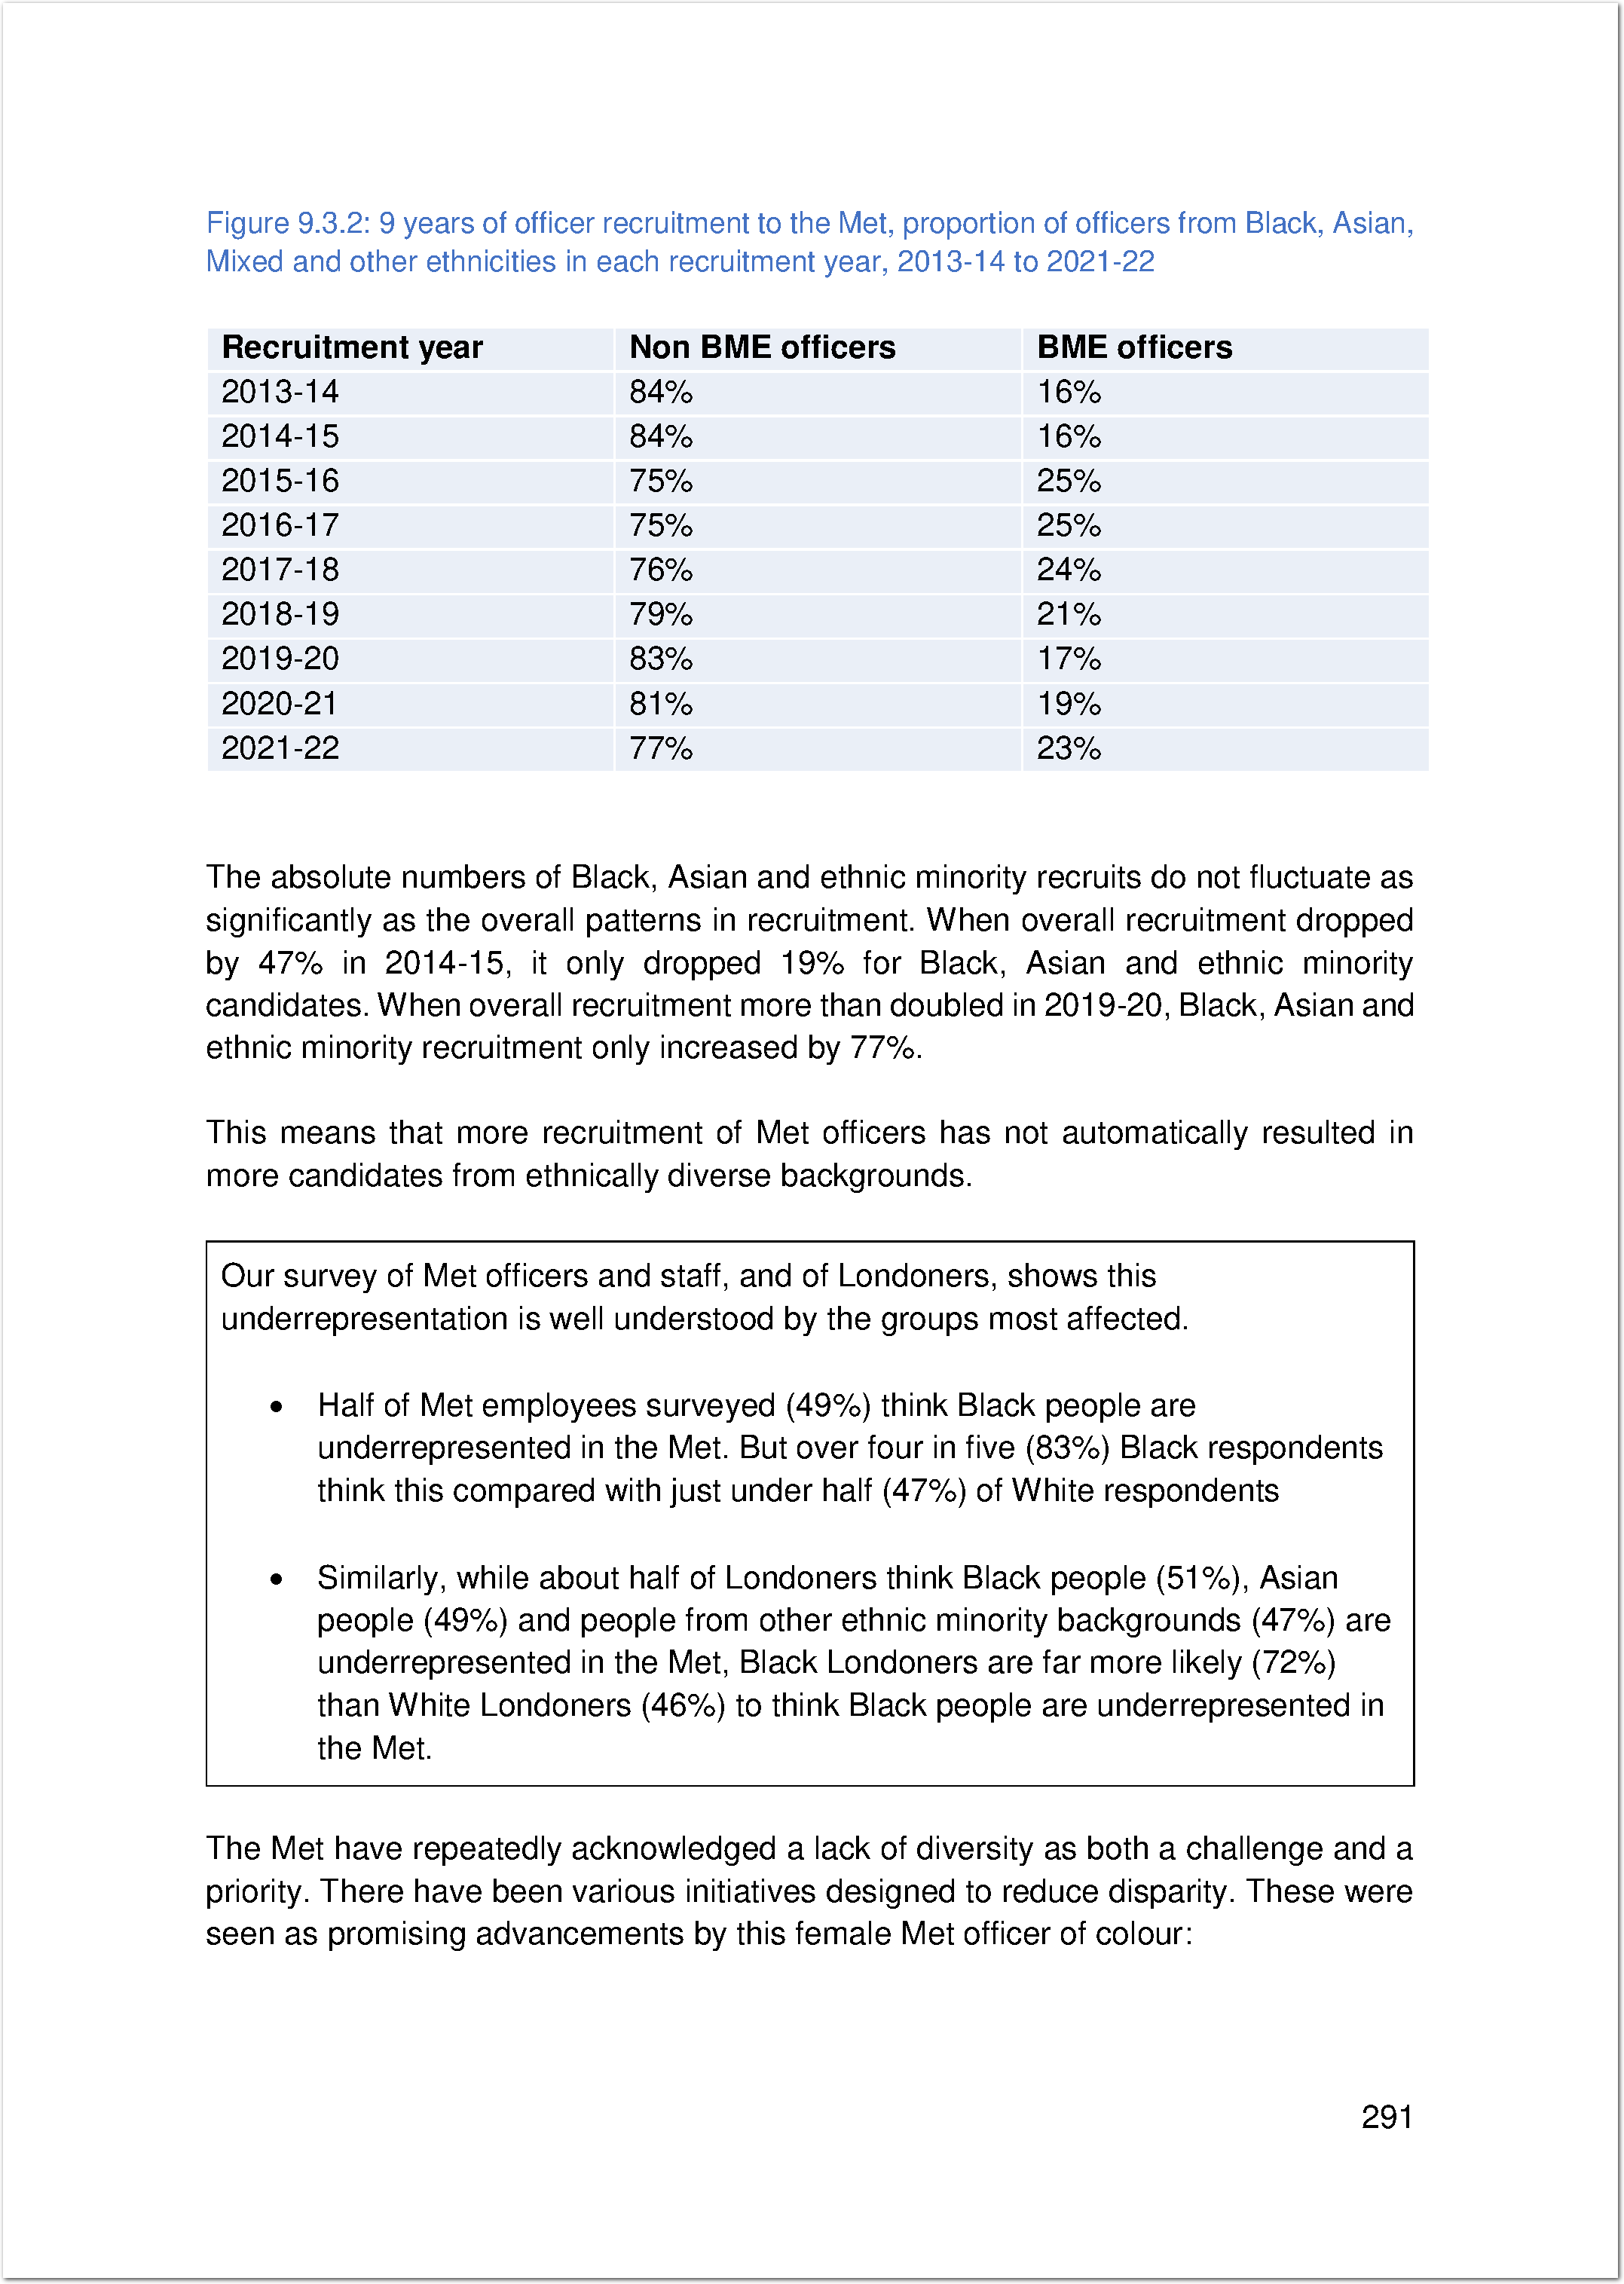 Figure 9.3.2: 9 years of officer recruitment to the Met, proportion of officers from Black, Asian,
Mixed and other ethnicities in each recruitment year, 2013-14 to 2021-22
Recruitment year Non BME officers BME officers
2013-14 84% 16%
2014-15 84% 16%
2015-16 75% 25%
2016-17 75% 25%
2017-18 76% 24%
2018-19 79% 21%
2019-20 83% 17%
2020-21 81% 19%
2021-22 77% 23%
The absolute numbers of Black, Asian and ethnic minority recruits do not fluctuate as
significantly as the overall patterns in recruitment. When overall recruitment dropped
by 47% in 2014-15, it only dropped 19% for Black, Asian and ethnic minority
candidates. When overall recruitment more than doubled in 2019-20, Black, Asian and
ethnic minority recruitment only increased by 77%.
This means that more recruitment of Met officers has not automatically resulted in
more candidates from ethnically diverse backgrounds.
Our survey of Met officers and staff, and of Londoners, shows this
underrepresentation is well understood by the groups most affected.
• Half of Met employees surveyed (49%) think Black people are
underrepresented in the Met. But over four in five (83%) Black respondents
think this compared with just under half (47%) of White respondents
• Similarly, while about half of Londoners think Black people (51%), Asian
people (49%) and people from other ethnic minority backgrounds (47%) are
underrepresented in the Met, Black Londoners are far more likely (72%)
than White Londoners (46%) to think Black people are underrepresented in
the Met.
The Met have repeatedly acknowledged a lack of diversity as both a challenge and a
priority. There have been various initiatives designed to reduce disparity. These were
seen as promising advancements by this female Met officer of colour:
291